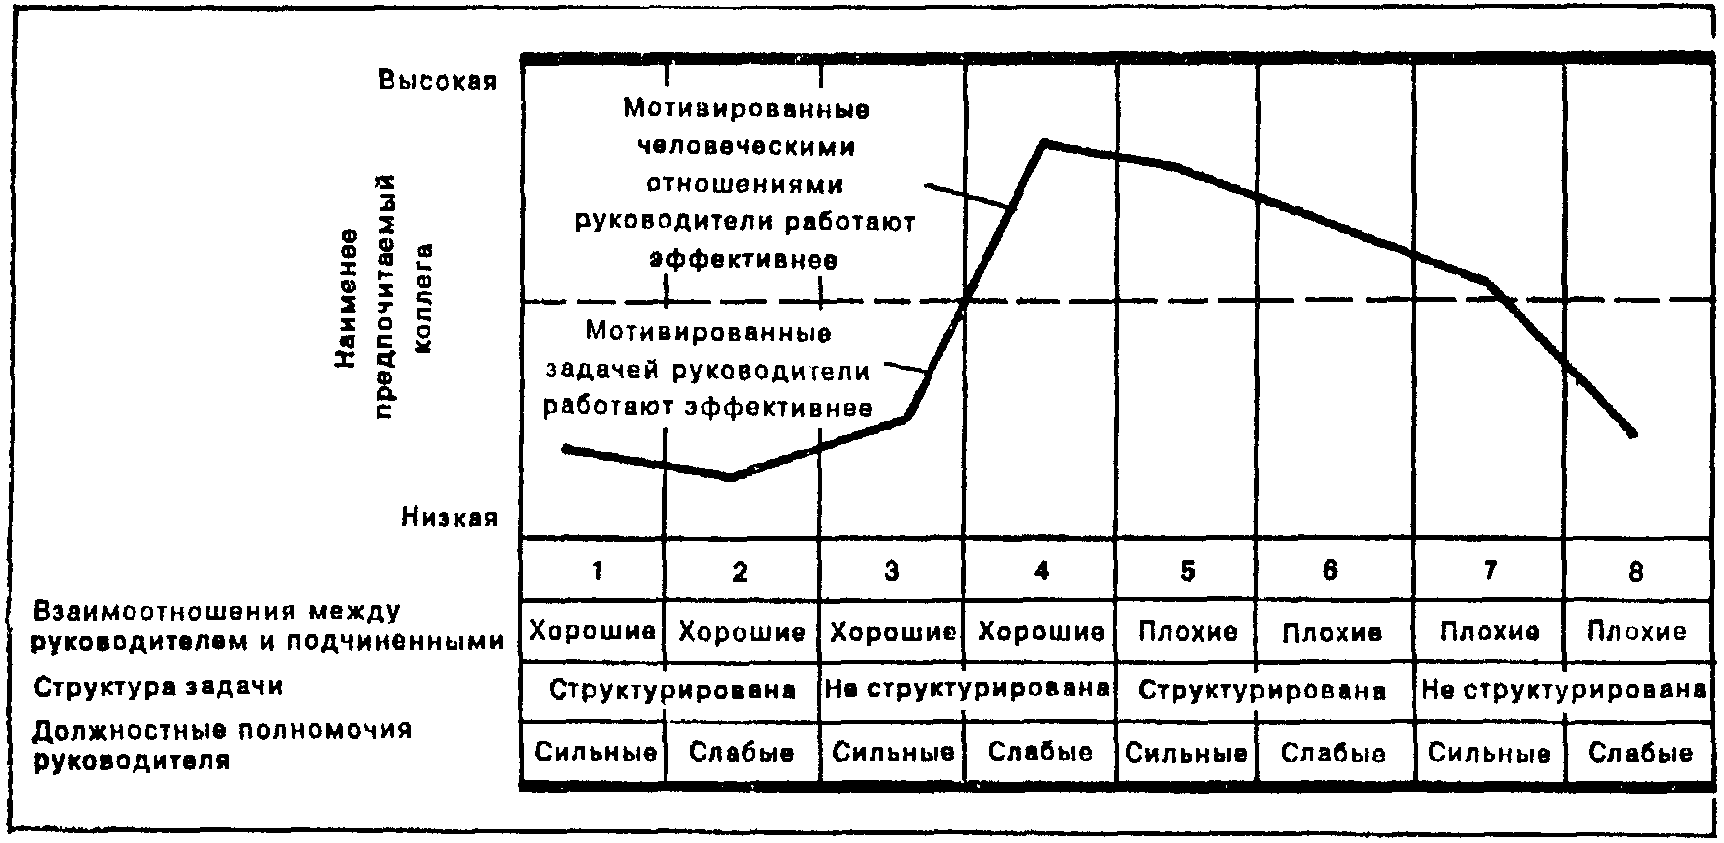 Высокая
Мотивированные
человеческими
отношениями
руководители работают
эффективнее
Наименее
предпочитаемый
коллега
Мотивированные
задачей руководители
работают эффективнее
Низкая
1 2 3 4 5 6 7 8
Взаимоотношения между
руководителем и подчиненными
Хорошие Хорошие Хорошие Хорошие Плохие Плохие Плохие Плохие
Структура задачи
Структурирована Не структурирована Структурирована Не структурирована
Должностные полномочия
руководителя
Сильные Слабые Сильные Слабые Сильные Слабые Сильные Слабые